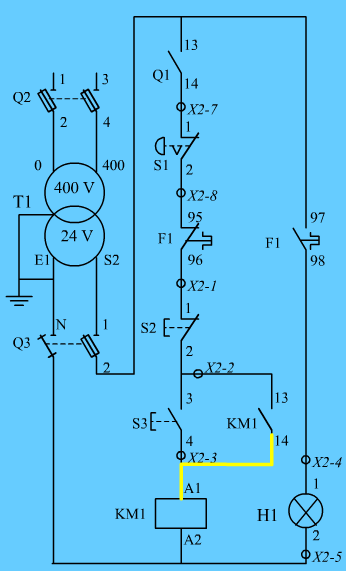 13
Q1
14
X2-7
1 3
Q2
2 4
1
S1
2
X2-8
0 400
400 V
T1
24 V
E1 S2
95
F1
96
97
F1
98
X2-1
N 1
Q3
2
1
S2
2
X2-2
3
S3
4
X2-3
13
KM1
14
A1
KM1
A2
X2-4
1
H1
2
X2-5